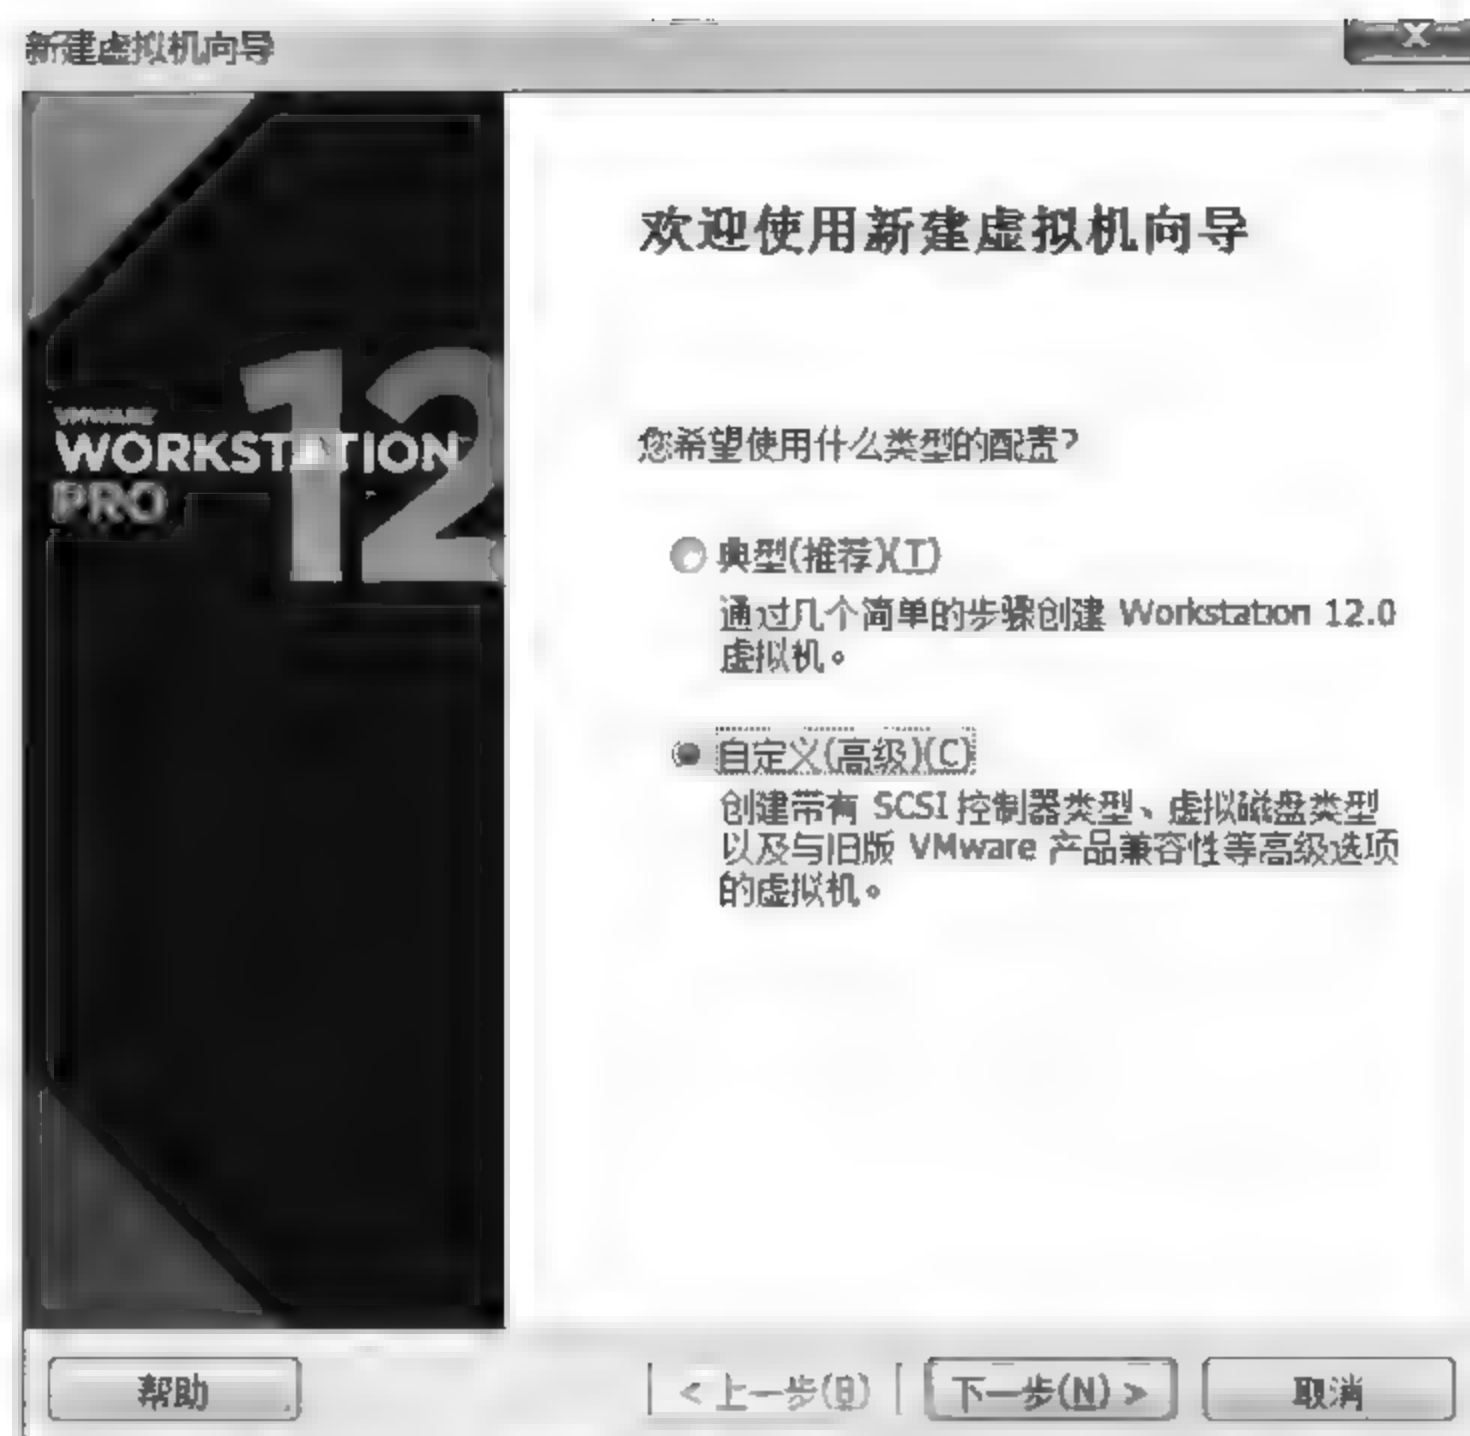 新建虚拟机向导
X
欢迎使用新建虚拟机向导
VMWARE
WORKSTATION
PRO
12
您希望使用什么类型的配置?
典型(推荐)(T)
通过几个简单的步骤创建 Workstation 12.0
虚拟机。
自定义(高级)(C)
创建带有 SCSI 控制器类型、虚拟磁盘类型
以及与旧版 VMware 产品兼容性等高级选项
的虚拟机。
帮助
< 上一步(B)
下一步(N) >
取消